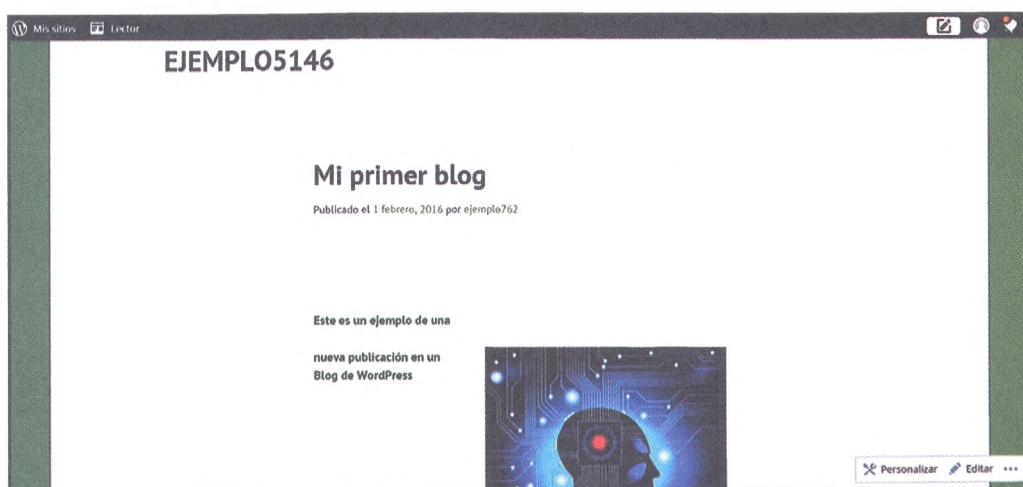 Mis sitios Lector
EJEMPLO5146
Mi primer blog
Publicado el 1 febrero, 2016 por ejemplo762
Este es un ejemplo de una
nueva publicación en un
Blog de WordPress
Personalizar Editar